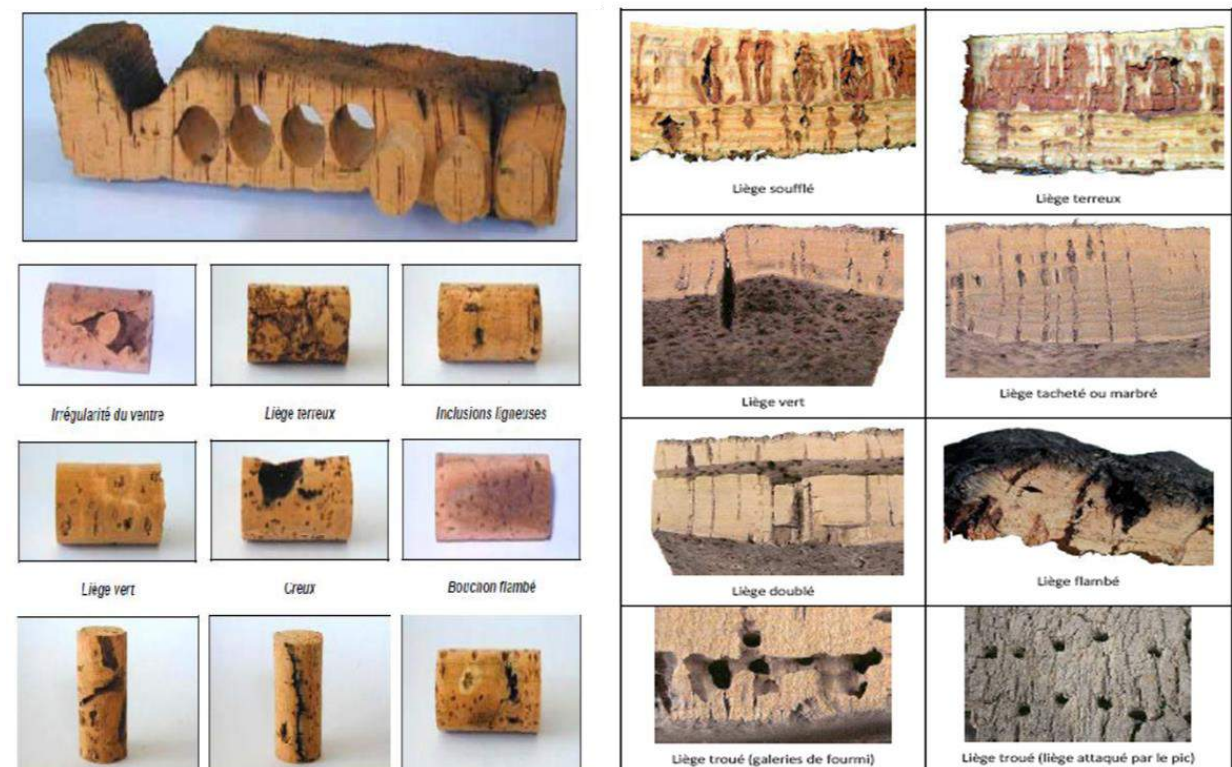 Irrégularité du ventre
Liège terreux
Inclusions ligneuses
Liège vert
Creux
Bouchon flambé
Liège soufflé
Liège terreux
Liège vert
Liège tacheté ou marbré
Liège doublé
Liège flambé
Liège troué (galeries de fourmi)
Liège troué (liège attaqué par le pic)